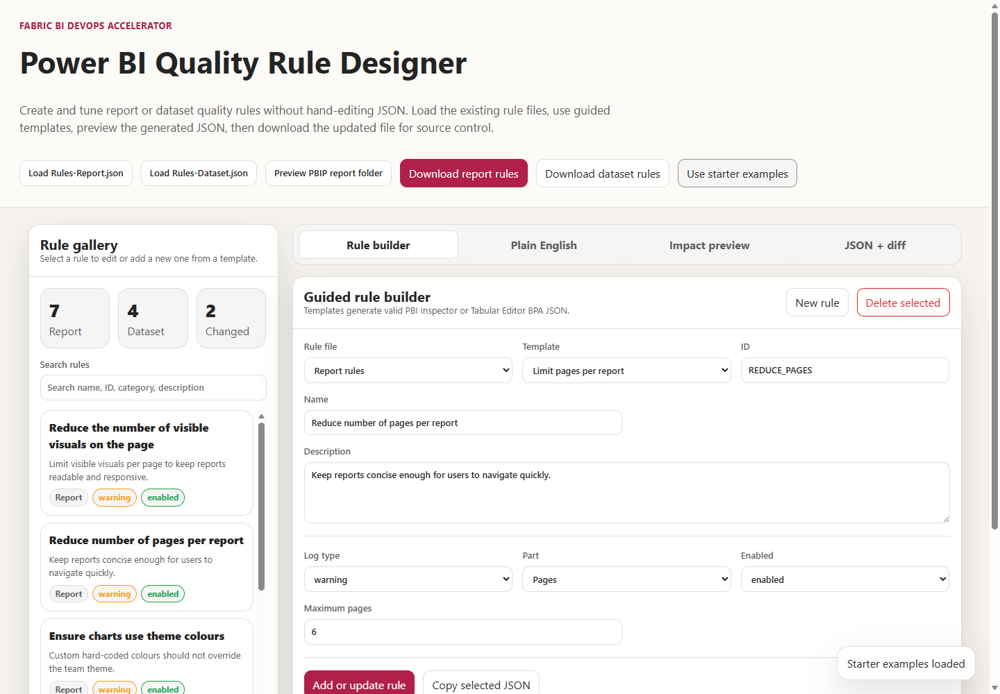 FABRIC BI DEVOPS ACCELERATOR
Power BI Quality Rule Designer
Create and tune report or dataset quality rules without hand-editing JSON. Load the existing rule files, use guided
templates, preview the generated JSON, then download the updated file for source control.
Load Rules-Report.json
Load Rules-Dataset.json
Preview PBIP report folder
Download report rules
Download dataset rules
Use starter examples
Rule gallery
Select a rule to edit or add a new one from a template.
7
Report
4
Dataset
2
Changed
Search rules
Search name, ID, category, description
Reduce the number of visible
visuals on the page
Limit visible visuals per page to keep reports
readable and responsive.
Report
warning
enabled
Reduce number of pages per report
Keep reports concise enough for users to
navigate quickly.
Report
warning
enabled
Ensure charts use theme colours
Custom hard-coded colours should not override
the team theme.
Report
warning
enabled
Rule builder
Plain English
Impact preview
JSON + diff
Guided rule builder
Templates generate valid PBI Inspector or Tabular Editor BPA JSON.
New rule
Delete selected
Rule file
Template
ID
Report rules
Limit pages per report
REDUCE_PAGES
Name
Reduce number of pages per report
Description
Keep reports concise enough for users to navigate quickly.
Log type
Part
Enabled
warning
Pages
enabled
Maximum pages
6
Add or update rule
Copy selected JSON
Starter examples loaded